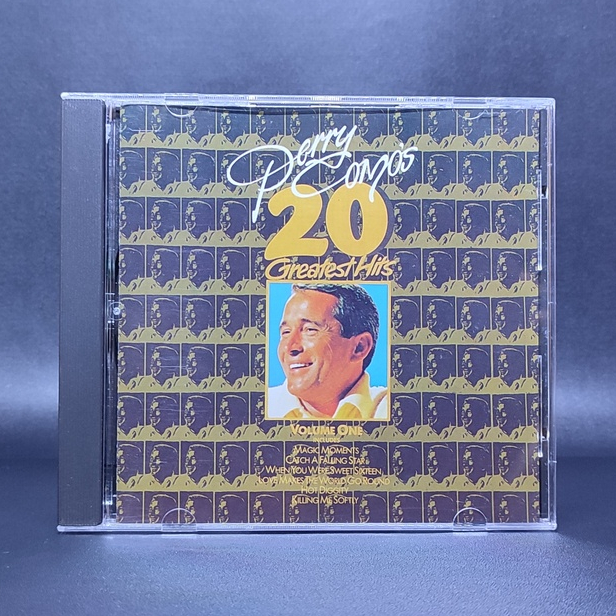 Perry
Como's
20
Greatest Hits
VOLUME ONE
INCLUDES
MAGIC MOMENTS
CATCH A FALLING STAR
WHEN YOU WERE SWEET SIXTEEN
LOVE MAKES THE WORLD GO ROUND
HOT DIGGITY
KILLING ME SOFTLY